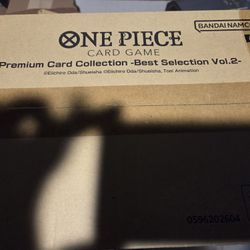 BANDAI NAMCO
ONE PIECE
CARD GAME
Premium Card Collection -Best Selection Vol.2-
©Eiichiro Oda/Shueisha ©Eiichiro Oda/Shueisha, Toei Animation
0596202604